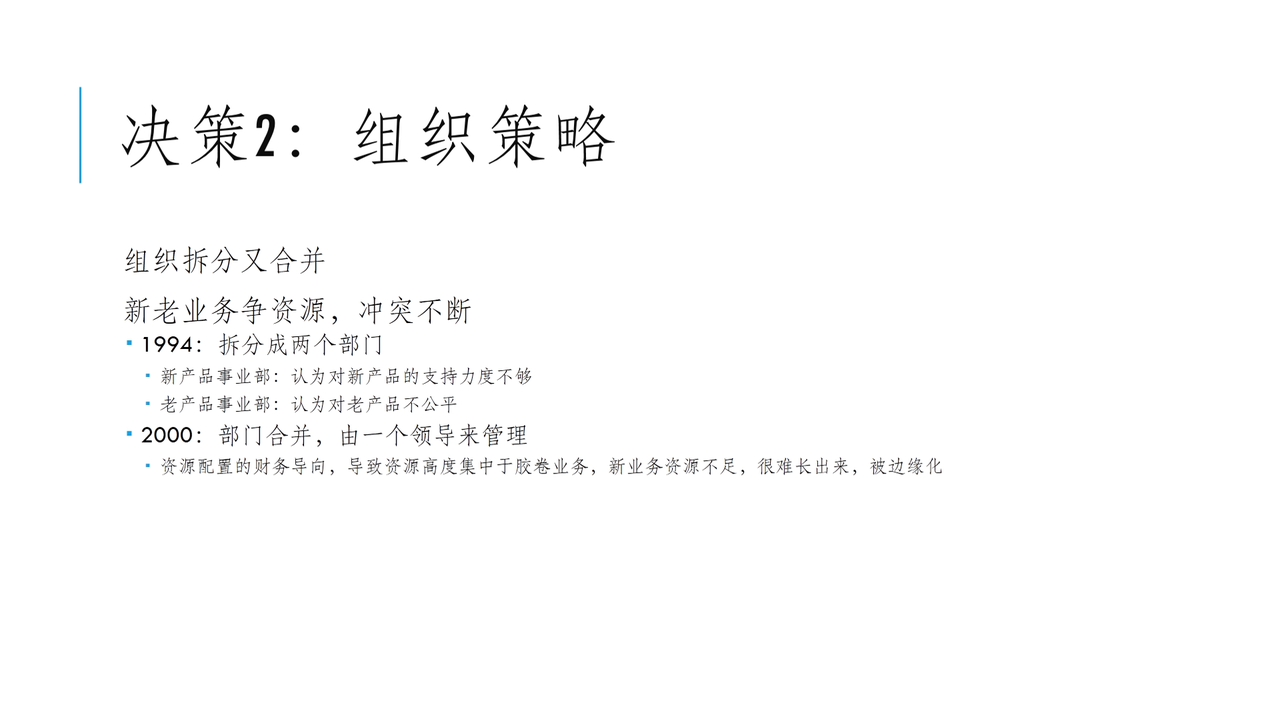 决策2：组织策略
组织拆分又合并
新老业务争资源，冲突不断
▪ 1994：拆分成两个部门
▪ 新产品事业部：认为对新产品的支持力度不够
▪ 老产品事业部：认为对老产品不公平
▪ 2000：部门合并，由一个领导来管理
▪ 资源配置的财务导向，导致资源高度集中于胶卷业务，新业务资源不足，很难长出来，被边缘化